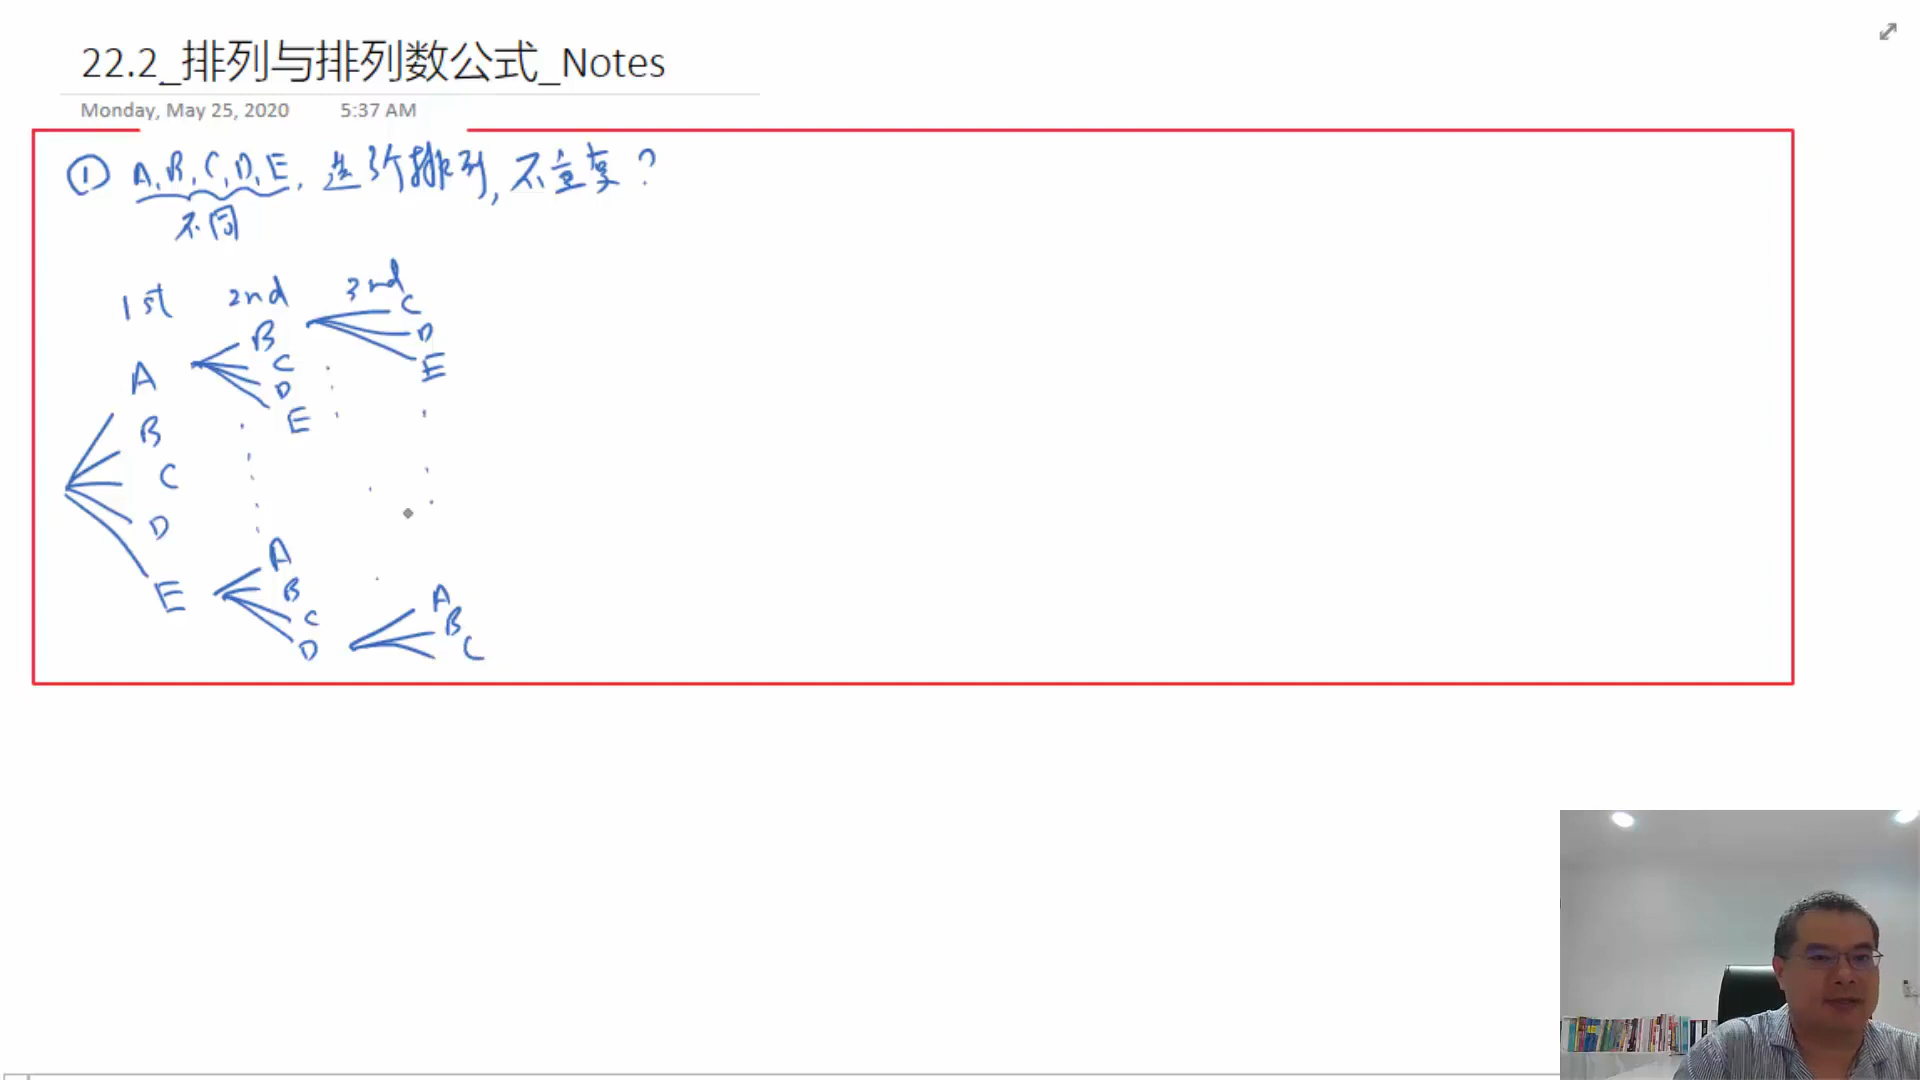 22.2_排列与排列数公式_Notes
Monday, May 25, 2020 5:37 AM
① A, B, C, D, E, 选3个排列, 不重复?
不同
1st 2nd 3rd
C
B D
C E
A D
B E
C
D
A
E B A
C B
D C